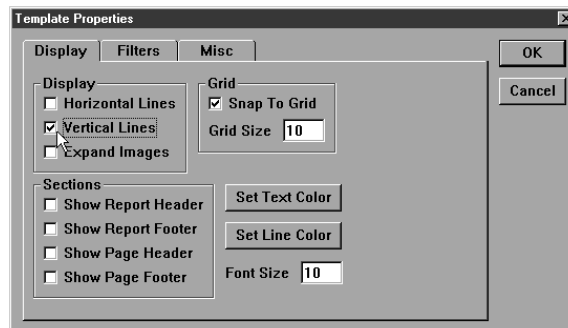 Template Properties
Display Filters Misc
OK
Cancel
Display
Horizontal Lines
Vertical Lines
Expand Images
Grid
Snap To Grid
Grid Size 10
Sections
Show Report Header
Show Report Footer
Show Page Header
Show Page Footer
Set Text Color
Set Line Color
Font Size 10